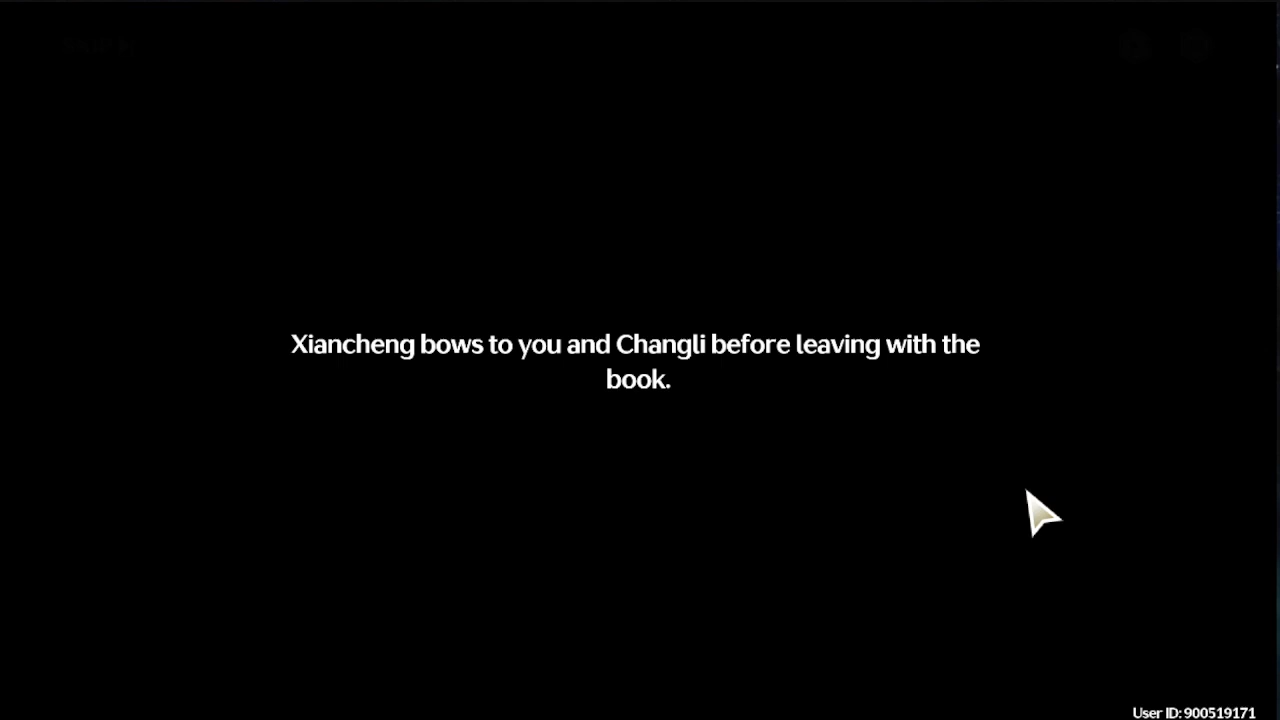 Xiancheng bows to you and Changli before leaving with the
book.
User ID: 900519171